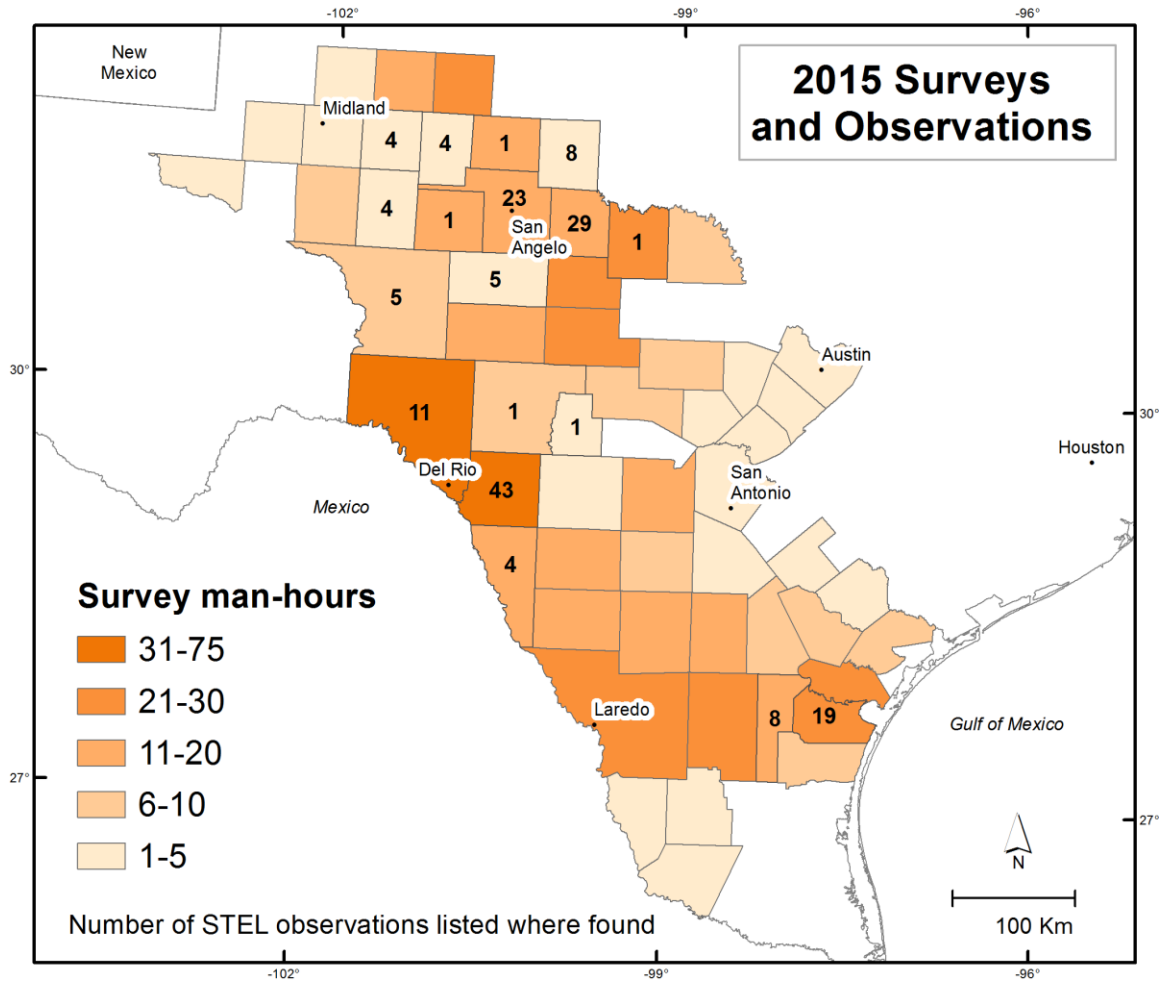 -102°
-99°
-96°
New
Mexico
2015 Surveys
and Observations
Midland
4
4
1
8
4
1
23
29
1
San
Angelo
5
5
30°
Austin
11
1
1
30°
Houston
Del Rio
43
San
Antonio
Mexico
4
Survey man-hours
31-75
21-30
11-20
6-10
1-5
Laredo
8
19
Gulf of Mexico
27°
27°
N
100 Km
Number of STEL observations listed where found
-102°
-99°
-96°